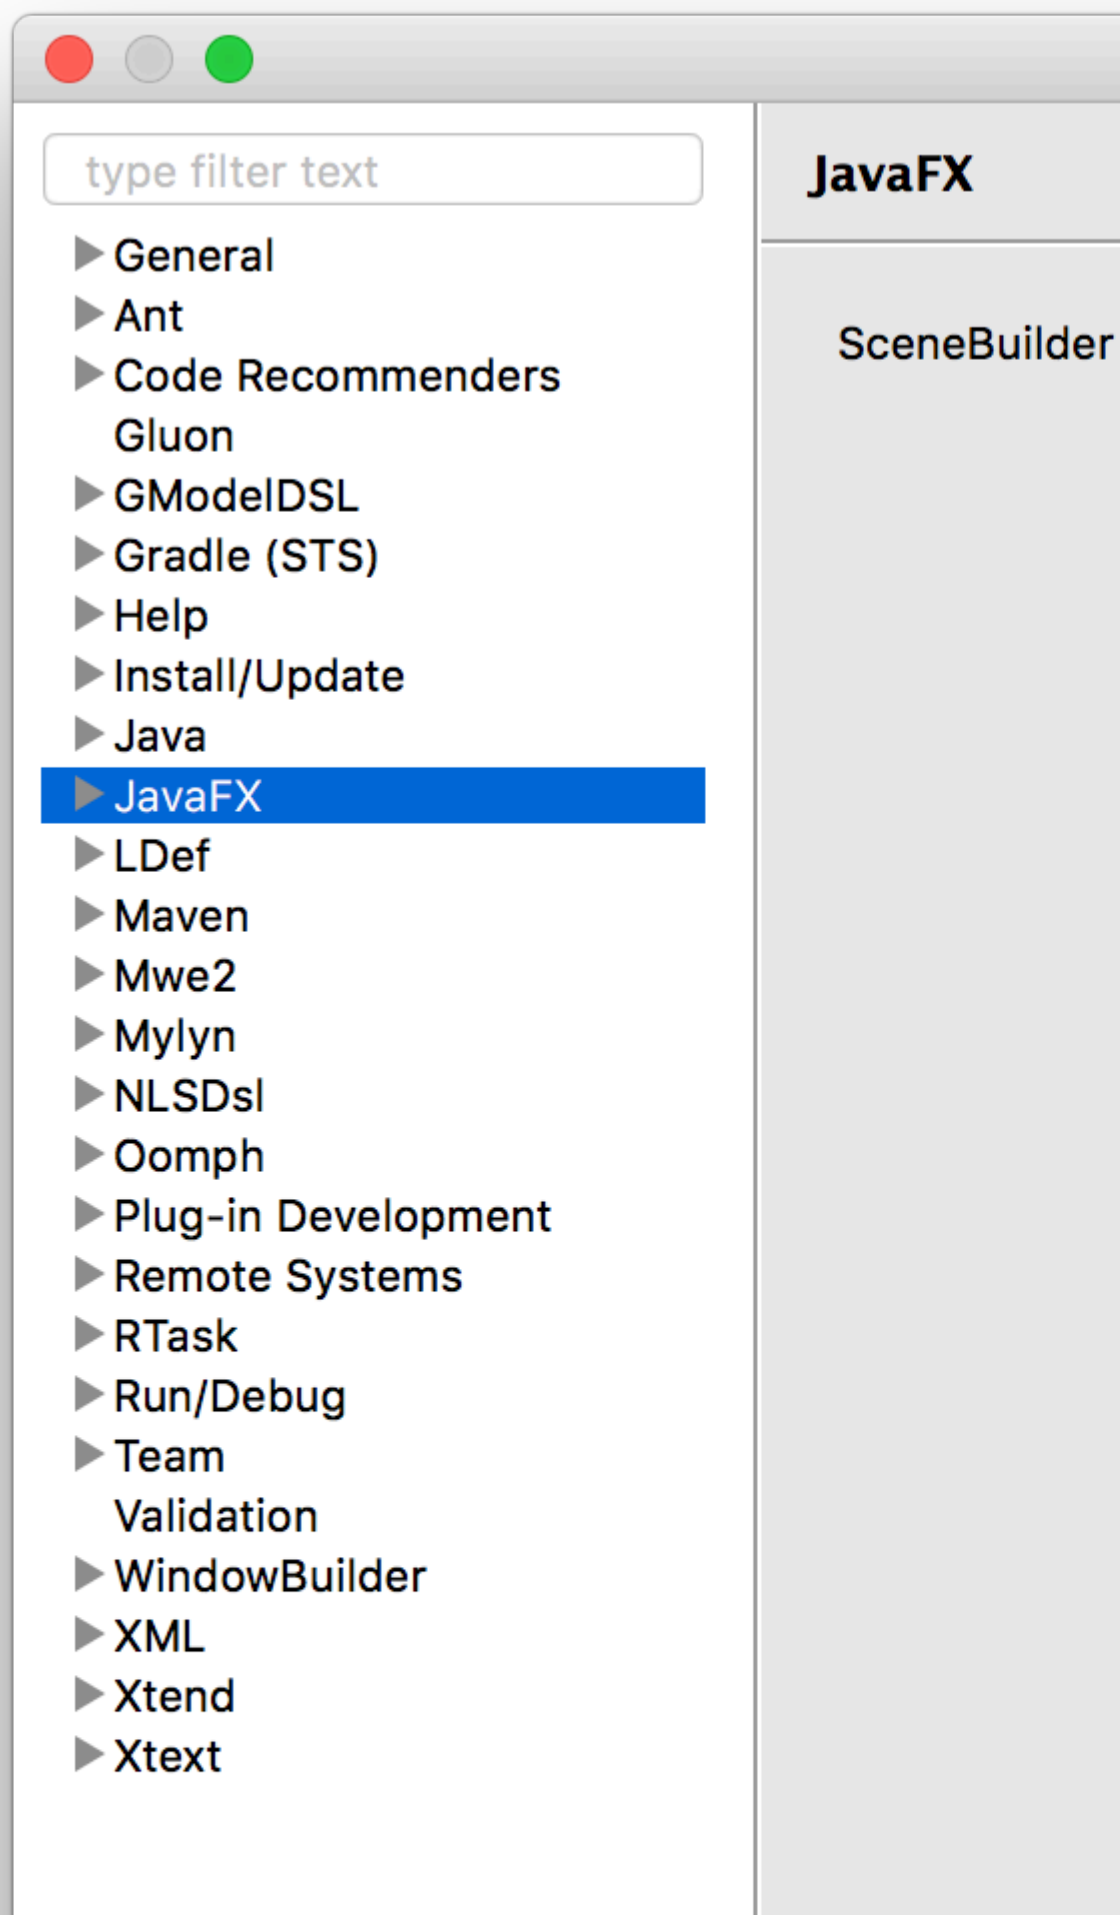 type filter text
General
Ant
Code Recommenders
Gluon
GModelDSL
Gradle (STS)
Help
Install/Update
Java
JavaFX
LDef
Maven
Mwe2
Mylyn
NLSDsl
Oomph
Plug-in Development
Remote Systems
RTask
Run/Debug
Team
Validation
WindowBuilder
XML
Xtend
Xtext
JavaFX
SceneBuilder